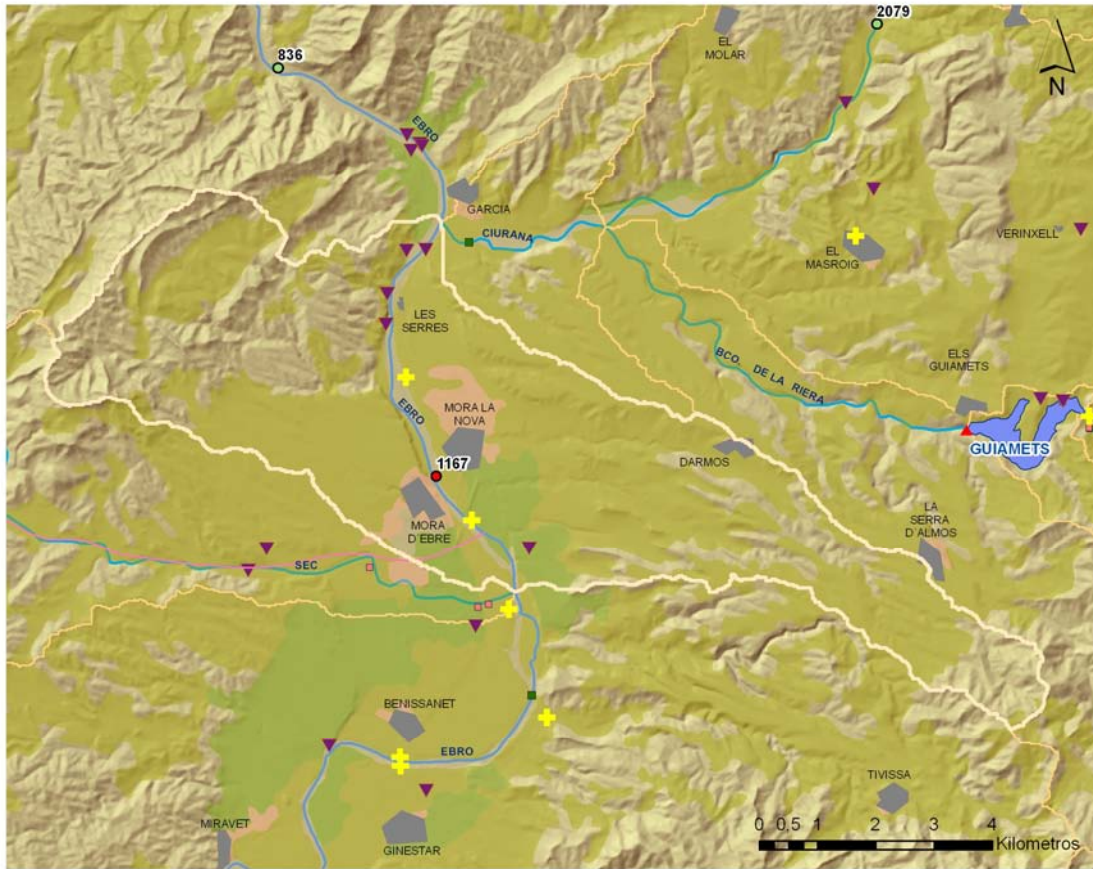 2079
EL
MOLAR
836
N
EBRO
GARCIA
CIURANA
EL
MASROIG
VERINXELL
LES
SERRES
BCO. DE LA RIERA
ELS
GUIAMETS
EBRO
MORA LA
NOVA
GUIAMETS
DARMOS
1167
MORA
D'EBRE
LA
SERRA
D'ALMOS
SEC
BENISSANET
EBRO
TIVISSA
MIRAVET
GINESTAR
0 0,5 1 2 3 4
Kilometros